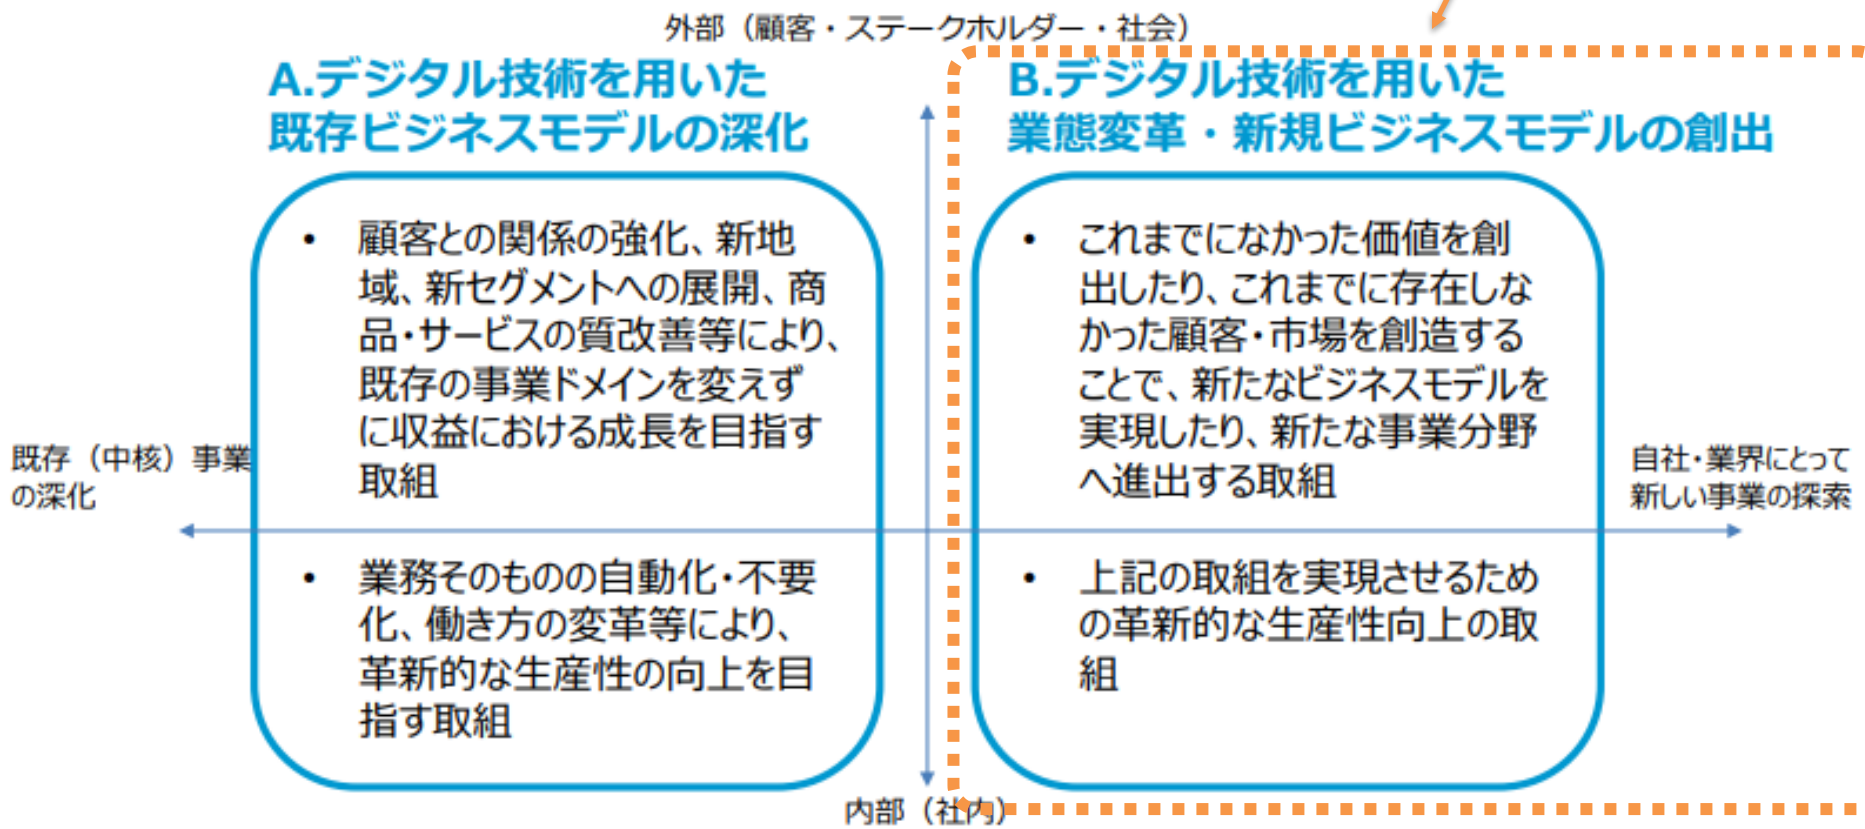 外部（顧客・ステークホルダー・社会）
A.デジタル技術を用いた
既存ビジネスモデルの深化
B.デジタル技術を用いた
業態変革・新規ビジネスモデルの創出
• 顧客との関係の強化、新地
域、新セグメントへの展開、商
品・サービスの質改善等により、
既存の事業ドメインを変えず
に収益における成長を目指す
取組
• これまでになかった価値を創
出したり、これまでに存在しな
かった顧客・市場を創造する
ことで、新たなビジネスモデルを
実現したり、新たな事業分野
へ進出する取組
既存（中核）事業
の深化
自社・業界にとって
新しい事業の探索
• 業務そのものの自動化・不要
化、働き方の変革等により、
革新的な生産性の向上を目
指す取組
• 上記の取組を実現させるため
の革新的な生産性向上の取
組
内部（社内）